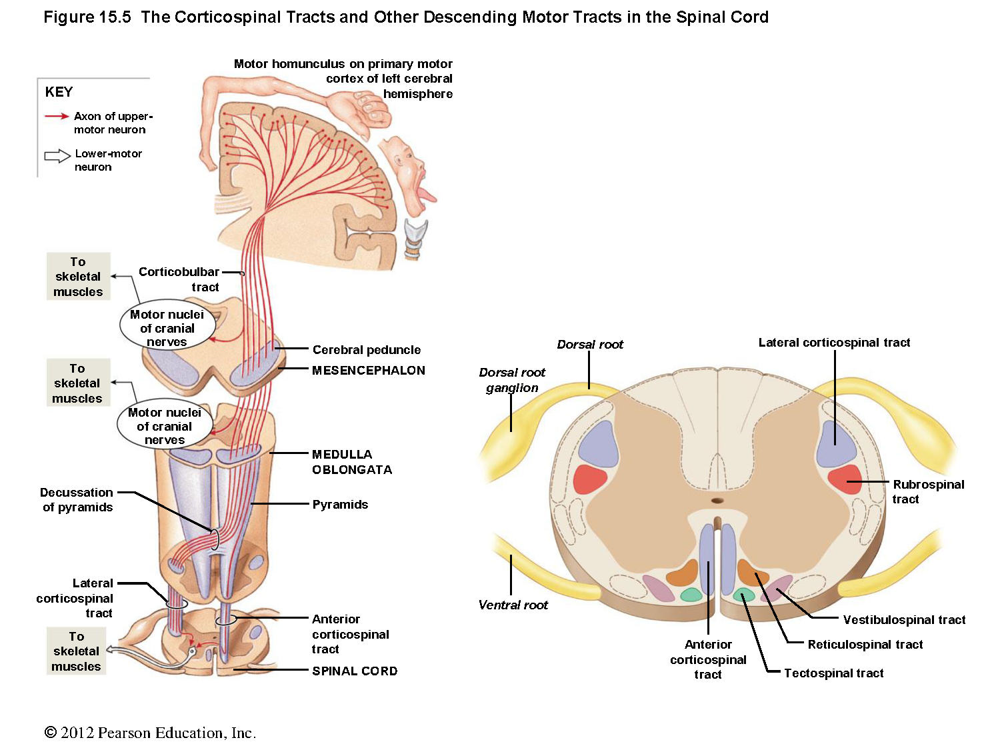 Figure 15.5 The Corticospinal Tracts and Other Descending Motor Tracts in the Spinal Cord
Motor homunculus on primary motor
cortex of left cerebral
hemisphere
KEY
Axon of upper-
motor neuron
Lower-motor
neuron
To
skeletal
muscles
Corticobulbar
tract
Motor nuclei
of cranial
nerves
Cerebral peduncle
MESENCEPHALON
To
skeletal
muscles
Motor nuclei
of cranial
nerves
MEDULLA
OBLONGATA
Decussation
of pyramids
Pyramids
Lateral
corticospinal
tract
Anterior
corticospinal
tract
To
skeletal
muscles
SPINAL CORD
Dorsal root
Dorsal root
ganglion
Lateral corticospinal tract
Rubrospinal
tract
Ventral root
Vestibulospinal tract
Anterior
corticospinal
tract
Reticulospinal tract
Tectospinal tract
© 2012 Pearson Education, Inc.